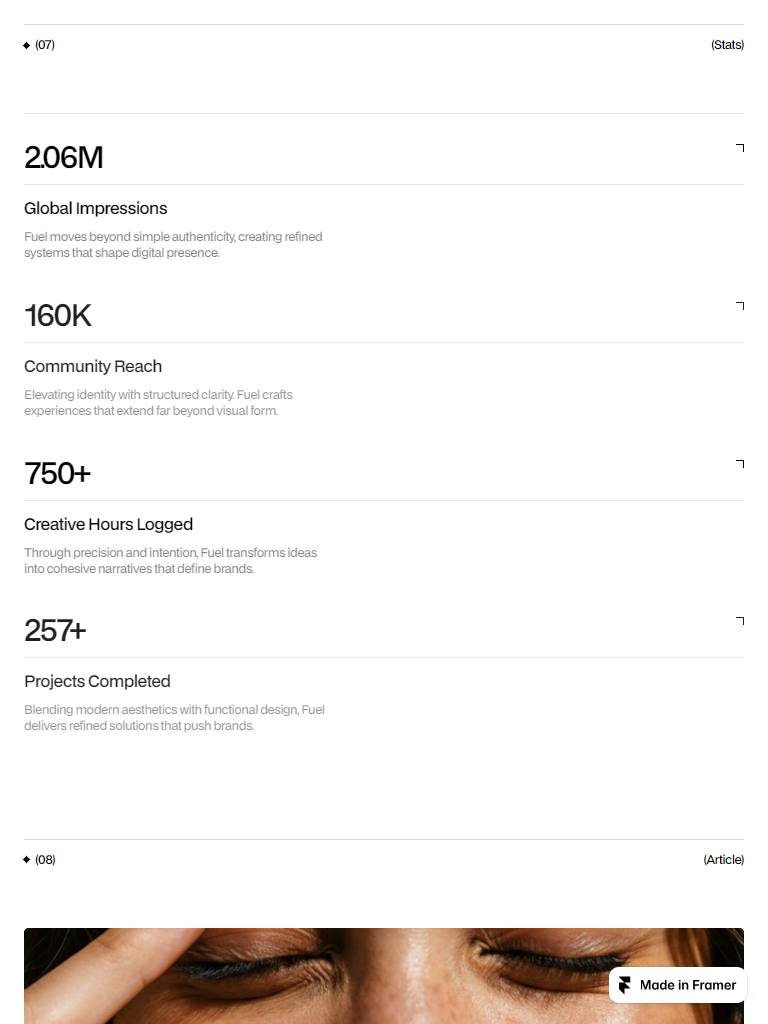 (07)
(Stats)
2.06M
Global Impressions
Fuel moves beyond simple authenticity, creating refined
systems that shape digital presence.
160K
Community Reach
Elevating identity with structured clarity. Fuel crafts
experiences that extend far beyond visual form.
750+
Creative Hours Logged
Through precision and intention, Fuel transforms ideas
into cohesive narratives that define brands.
257+
Projects Completed
Blending modern aesthetics with functional design, Fuel
delivers refined solutions that push brands.
(08)
(Article)
Made in Framer